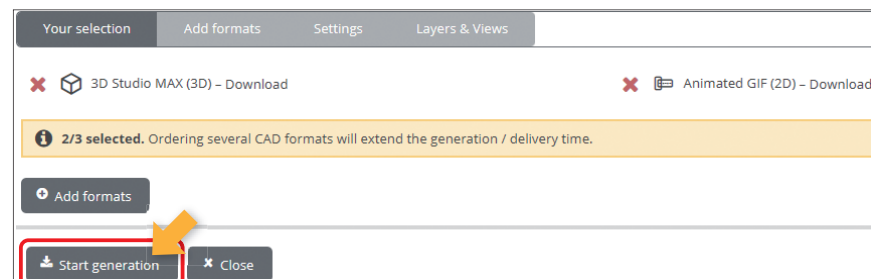 Your selection Add formats Settings Layers & Views
3D Studio MAX (3D) – Download Animated GIF (2D) – Download
2/3 selected. Ordering several CAD formats will extend the generation / delivery time.
Add formats
Start generation Close